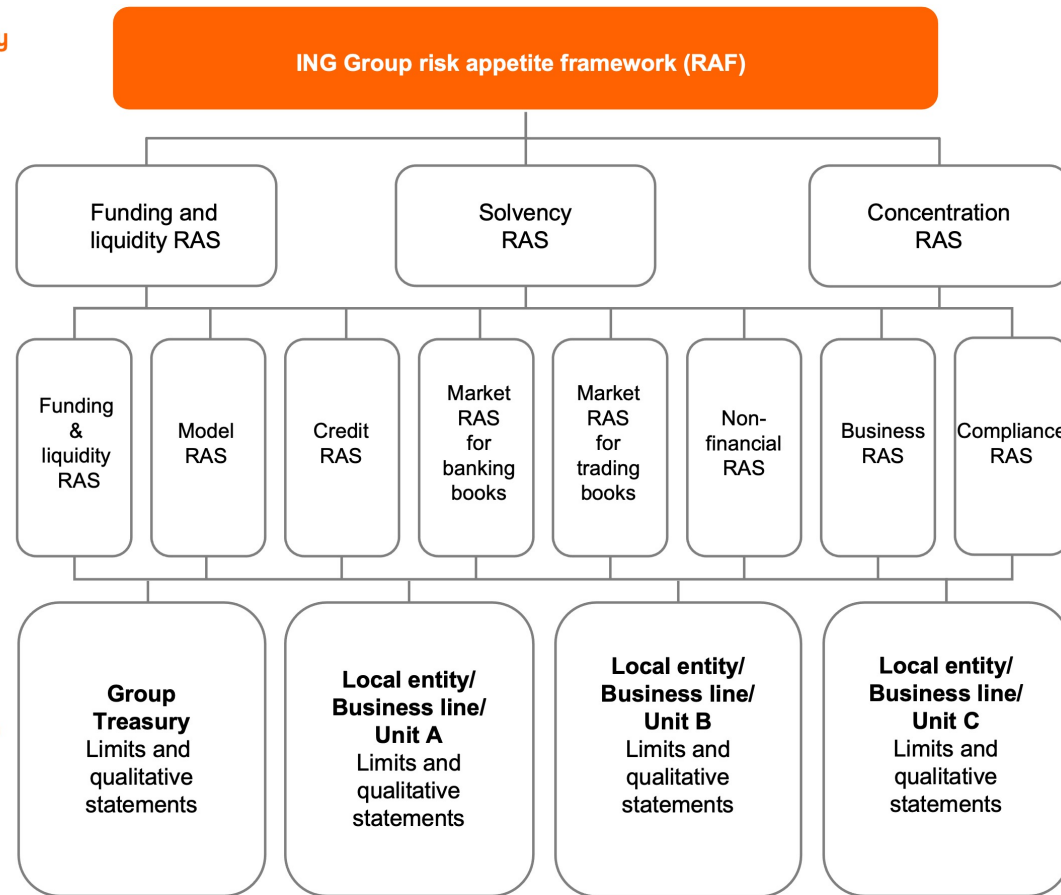 ING Group risk appetite framework (RAF)
Funding and
liquidity RAS
Solvency
RAS
Concentration
RAS
Funding
&
liquidity
RAS
Model
RAS
Credit
RAS
Market
RAS
for
banking
books
Market
RAS
for
trading
books
Non-
financial
RAS
Business
RAS
Compliance
RAS
Group
Treasury
Limits and
qualitative
statements
Local entity/
Business line/
Unit A
Limits and
qualitative
statements
Local entity/
Business line/
Unit B
Limits and
qualitative
statements
Local entity/
Business line/
Unit C
Limits and
qualitative
statements